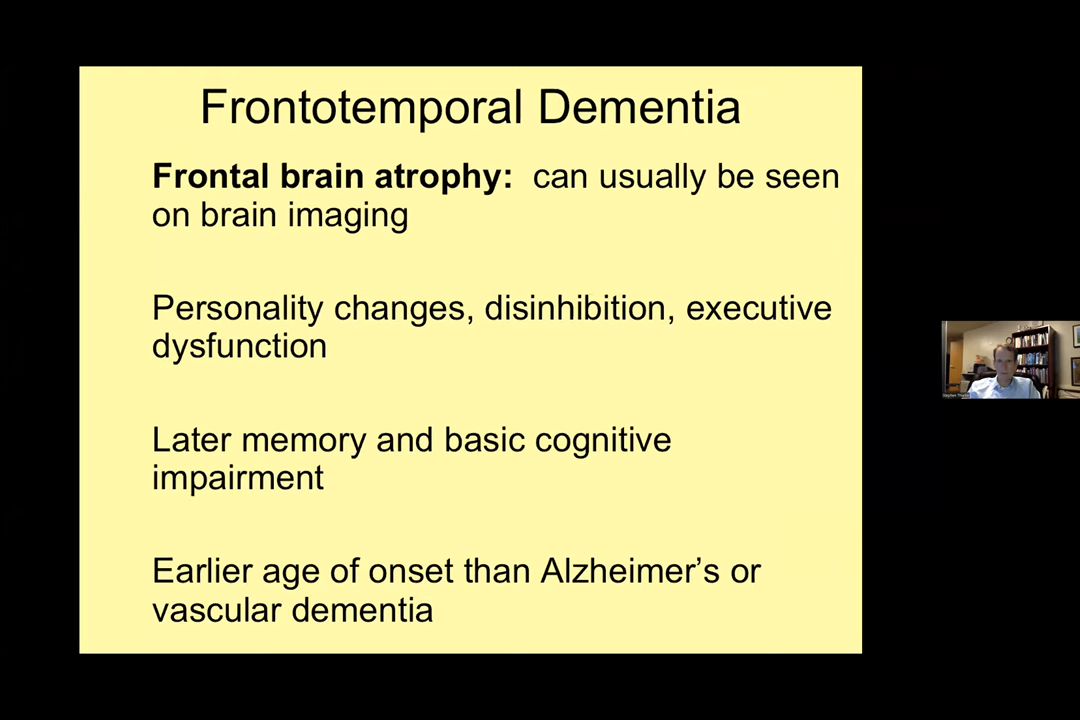 Frontotemporal Dementia
Frontal brain atrophy: can usually be seen
on brain imaging
Personality changes, disinhibition, executive
dysfunction
Later memory and basic cognitive
impairment
Earlier age of onset than Alzheimer’s or
vascular dementia
Stephen